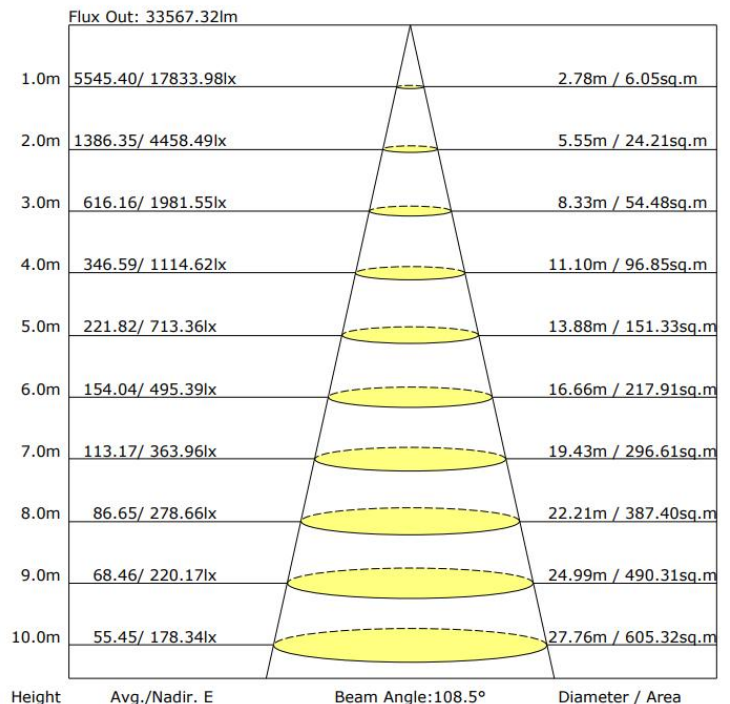 Flux Out: 33567.32lm
1.0m 5545.40/ 17833.98lx 2.78m / 6.05sq.m
2.0m 1386.35/ 4458.49lx 5.55m / 24.21sq.m
3.0m 616.16/ 1981.55lx 8.33m / 54.48sq.m
4.0m 346.59/ 1114.62lx 11.10m / 96.85sq.m
5.0m 221.82/ 713.36lx 13.88m / 151.33sq.m
6.0m 154.04/ 495.39lx 16.66m / 217.91sq.m
7.0m 113.17/ 363.96lx 19.43m / 296.61sq.m
8.0m 86.65/ 278.66lx 22.21m / 387.40sq.m
9.0m 68.46/ 220.17lx 24.99m / 490.31sq.m
10.0m 55.45/ 178.34lx 27.76m / 605.32sq.m
Height Avg./Nadir. E Beam Angle:108.5° Diameter / Area